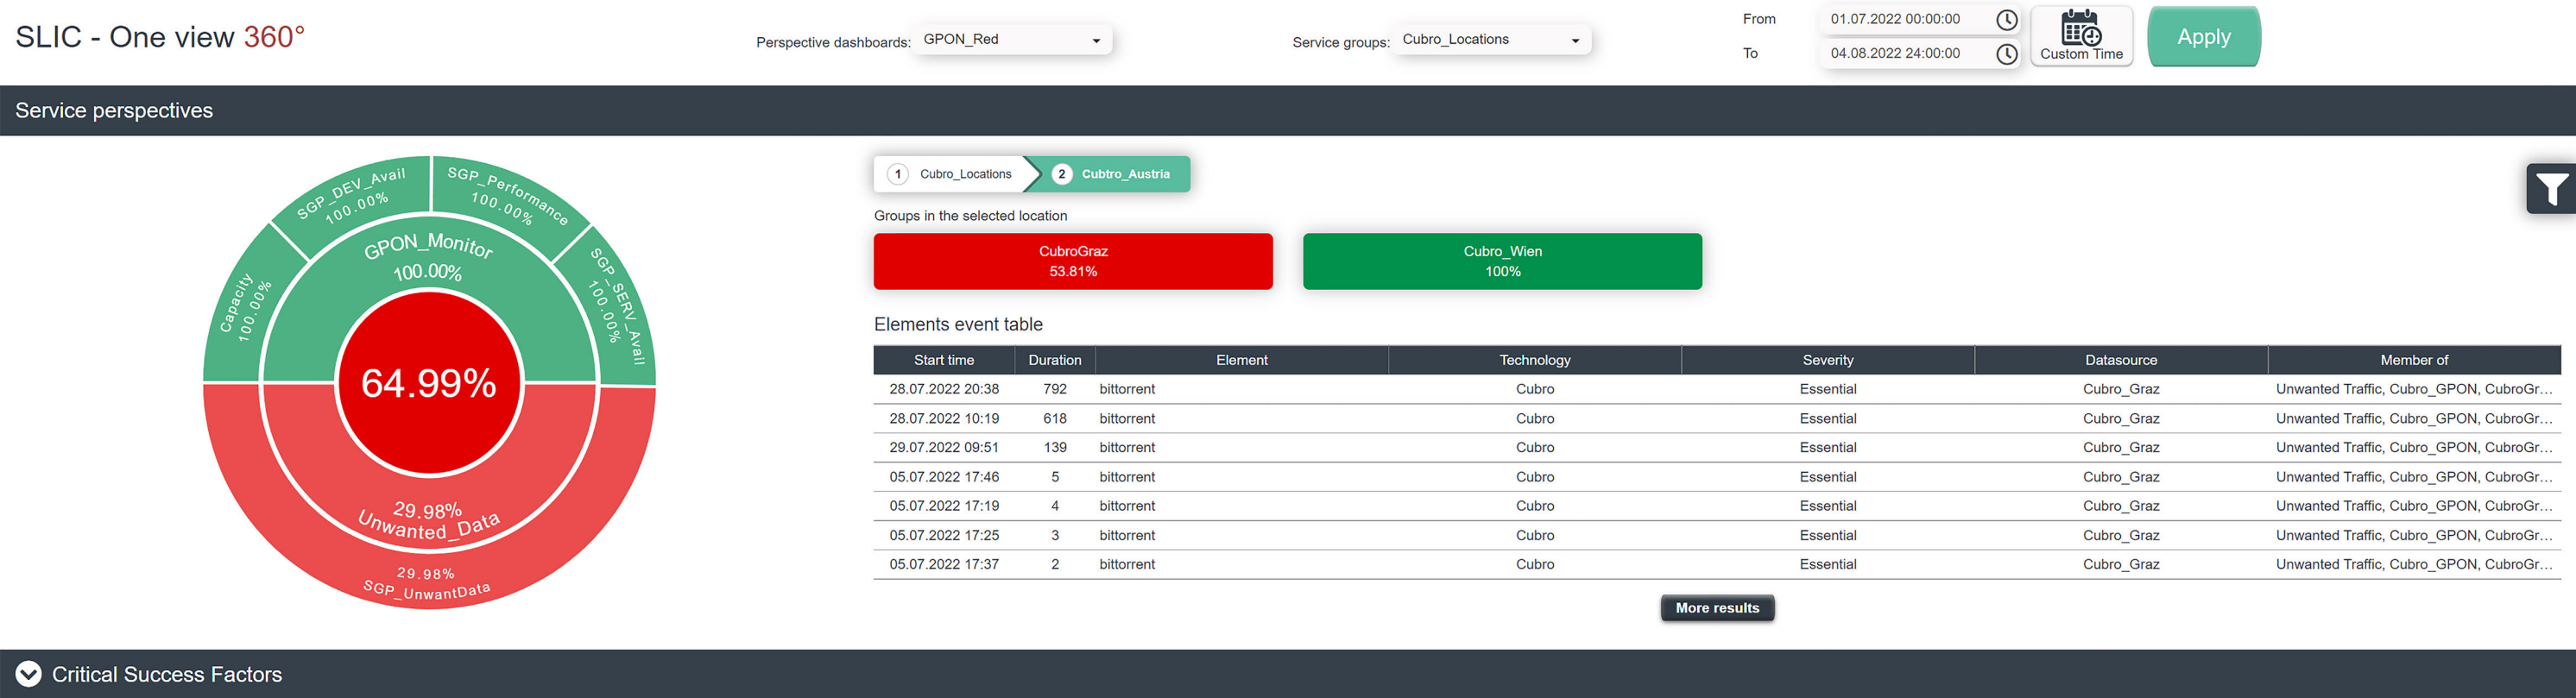 SLIC - One view 360°
Perspective dashboards: GPON_Red
Service groups: Cubro_Locations
From 01.07.2022 00:00:00
To 04.08.2022 24:00:00
Custom Time
Apply
Service perspectives
SGP_DEV_Avail
100.00%
SGP_Performance
100.00%
Capacity
100.00%
SGP_SERV_Avail
100.00%
GPON_Monitor
100.00%
64.99%
29.98%
Unwanted_Data
29.98%
SGP_UnwantData
1 Cubro_Locations 2 Cubtro_Austria
Groups in the selected location
CubroGraz
53.81%
Cubro_Wien
100%
Elements event table
Start time Duration Element Technology Severity Datasource Member of
28.07.2022 20:38 792 bittorrent Cubro Essential Cubro_Graz Unwanted Traffic, Cubro_GPON, CubroGr...
28.07.2022 10:19 618 bittorrent Cubro Essential Cubro_Graz Unwanted Traffic, Cubro_GPON, CubroGr...
29.07.2022 09:51 139 bittorrent Cubro Essential Cubro_Graz Unwanted Traffic, Cubro_GPON, CubroGr...
05.07.2022 17:46 5 bittorrent Cubro Essential Cubro_Graz Unwanted Traffic, Cubro_GPON, CubroGr...
05.07.2022 17:19 4 bittorrent Cubro Essential Cubro_Graz Unwanted Traffic, Cubro_GPON, CubroGr...
05.07.2022 17:25 3 bittorrent Cubro Essential Cubro_Graz Unwanted Traffic, Cubro_GPON, CubroGr...
05.07.2022 17:37 2 bittorrent Cubro Essential Cubro_Graz Unwanted Traffic, Cubro_GPON, CubroGr...
More results
Critical Success Factors